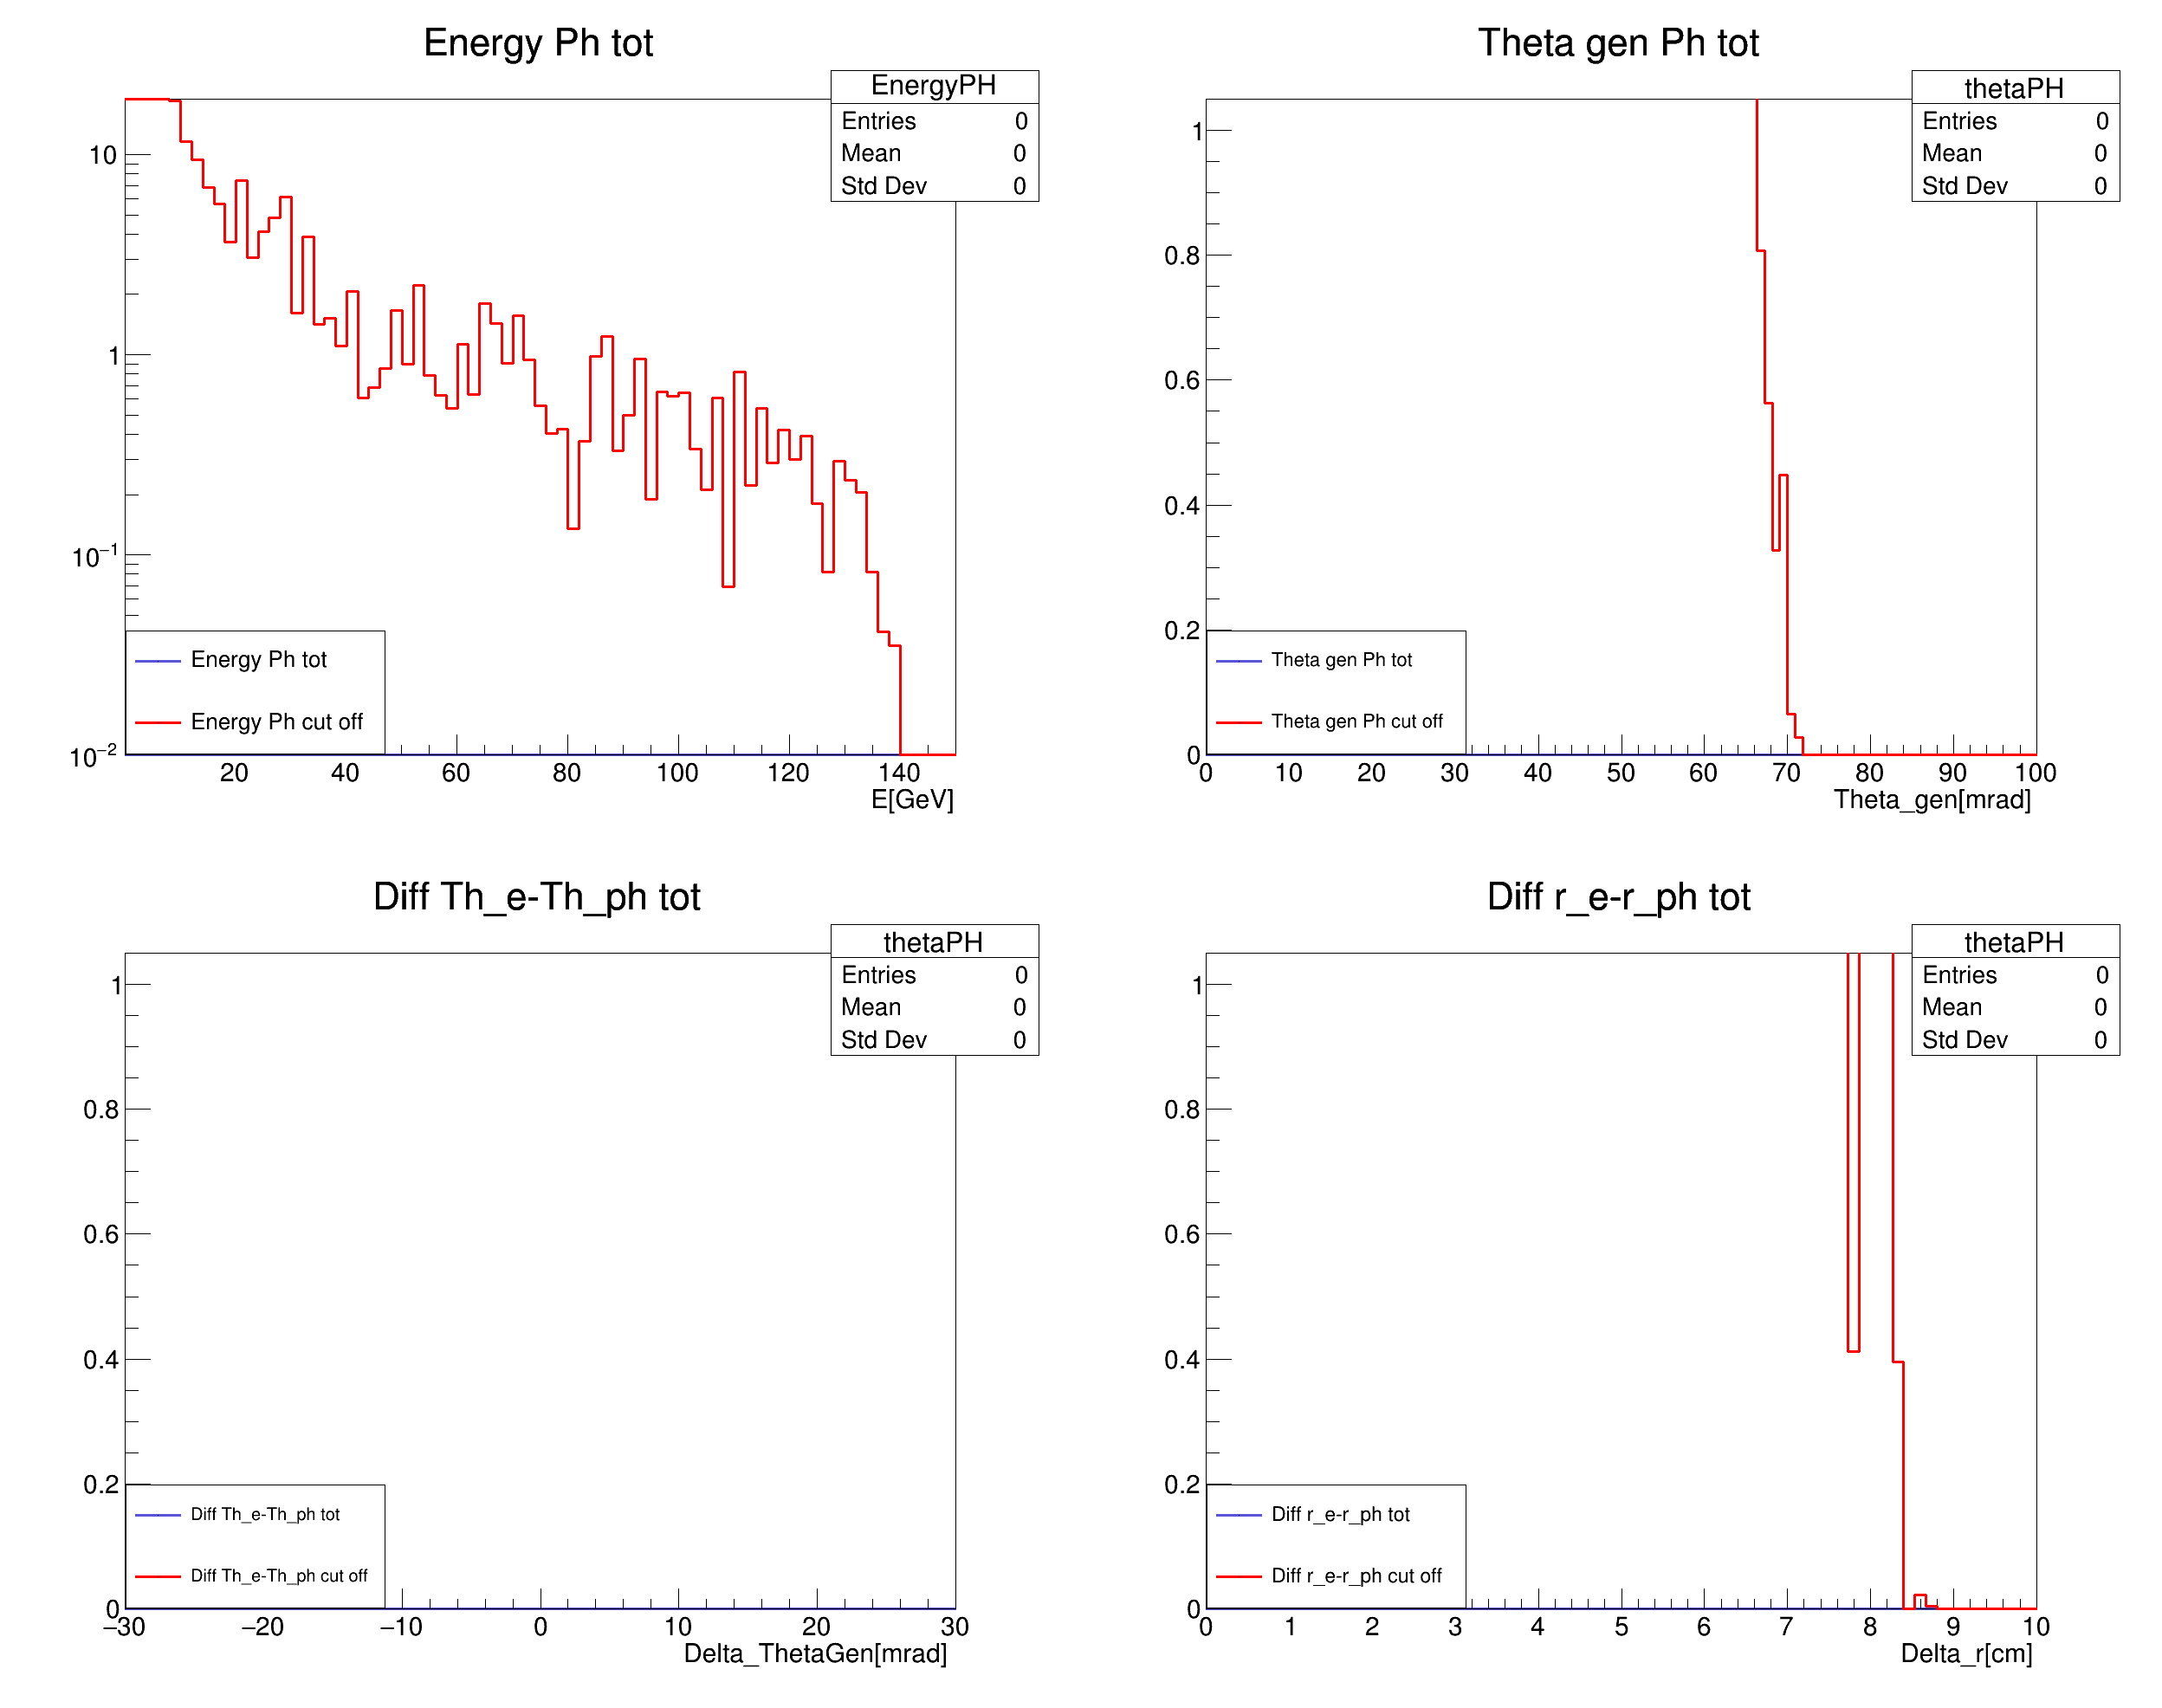 Energy Ph tot
EnergyPH
Entries 0
Mean 0
Std Dev 0
10
1
10−1
10−2
Energy Ph tot
Energy Ph cut off
20 40 60 80 100 120 140
E[GeV]
Theta gen Ph tot
thetaPH
Entries 0
Mean 0
Std Dev 0
1
0.8
0.6
0.4
0.2
0
Theta gen Ph tot
Theta gen Ph cut off
0 10 20 30 40 50 60 70 80 90 100
Theta_gen[mrad]
Diff Th_e-Th_ph tot
thetaPH
Entries 0
Mean 0
Std Dev 0
1
0.8
0.6
0.4
0.2
0
Diff Th_e-Th_ph tot
Diff Th_e-Th_ph cut off
−30 −20 −10 0 10 20 30
Delta_ThetaGen[mrad]
Diff r_e-r_ph tot
thetaPH
Entries 0
Mean 0
Std Dev 0
1
0.8
0.6
0.4
0.2
0
Diff r_e-r_ph tot
Diff r_e-r_ph cut off
0 1 2 3 4 5 6 7 8 9 10
Delta_r[cm]